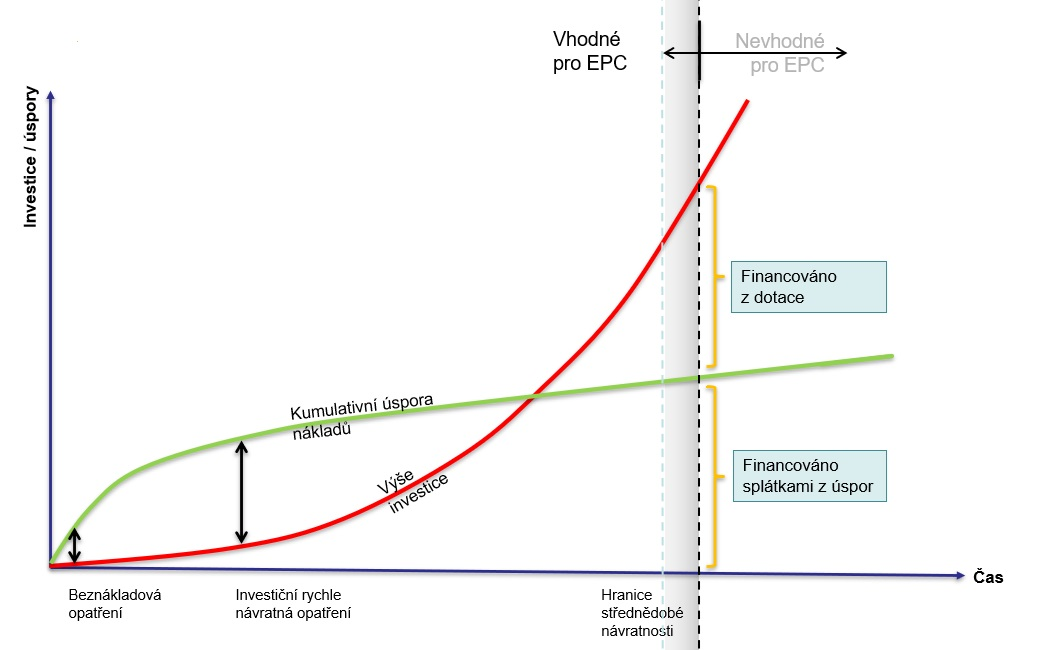 Vhodné
pro EPC
Nevhodné
pro EPC
Investice / úspory
Financováno
z dotace
Kumulativní úspora
nákladů
Výše
investice
Financováno
splátkami z úspor
Čas
Beznákladová
opatření
Investiční rychle
návratná opatření
Hranice
střednědobé
návratnosti